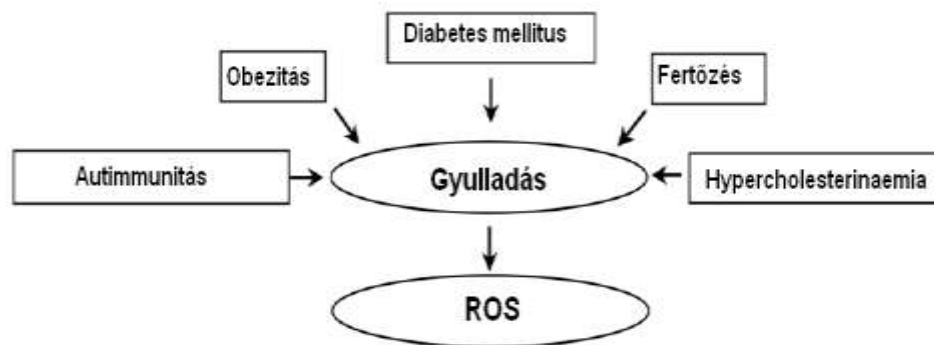 Diabetes mellitus
Obezitás
Fertőzés
Autimmunitás
Gyulladás
Hypercholesterinaemia
ROS